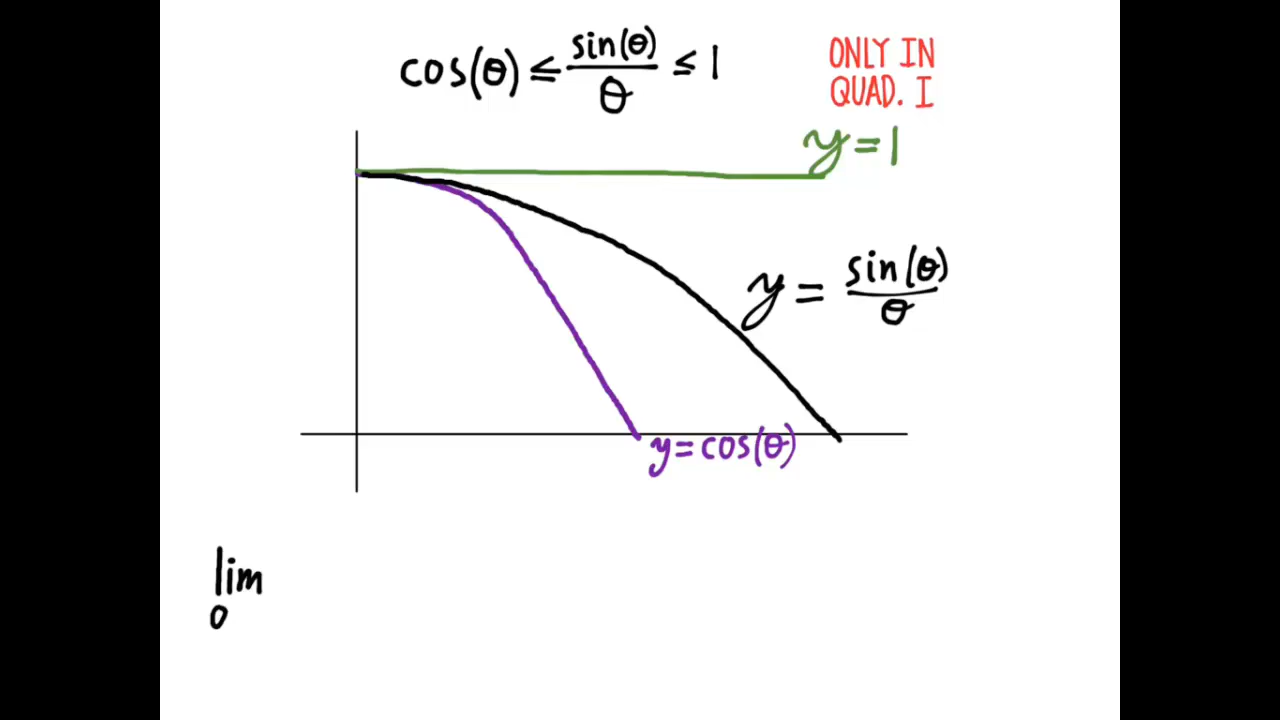 cos(θ) ≤ sin(θ)/θ ≤ 1
ONLY IN
QUAD. I
y = 1
y = sin(θ)/θ
y = cos(θ)
lim
0